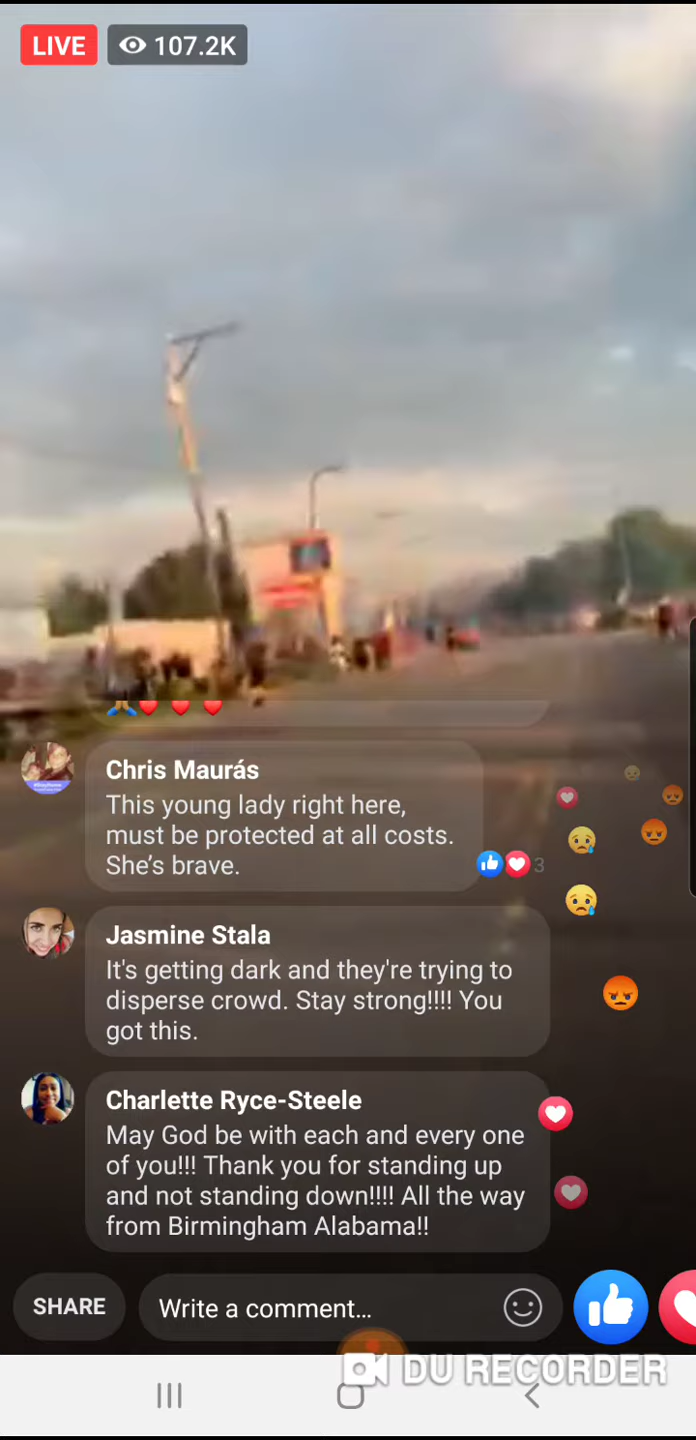 LIVE 107.2K
Chris Maurás
This young lady right here,
must be protected at all costs.
She's brave.
3
Jasmine Stala
It's getting dark and they're trying to
disperse crowd. Stay strong!!!! You
got this.
Charlette Ryce-Steele
May God be with each and every one
of you!!! Thank you for standing up
and not standing down!!!! All the way
from Birmingham Alabama!!
SHARE Write a comment...
DU RECORDER